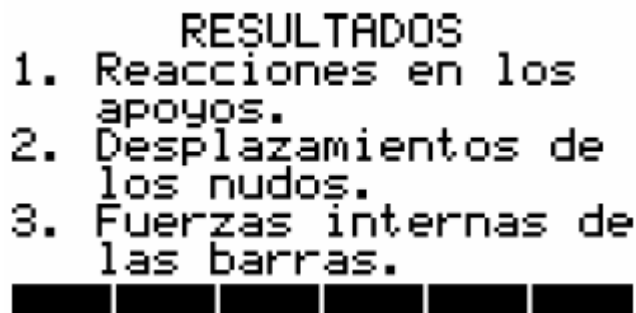 RESULTADOS
1. Reacciones en los
apoyos.
2. Desplazamientos de
los nudos.
3. Fuerzas internas de
las barras.